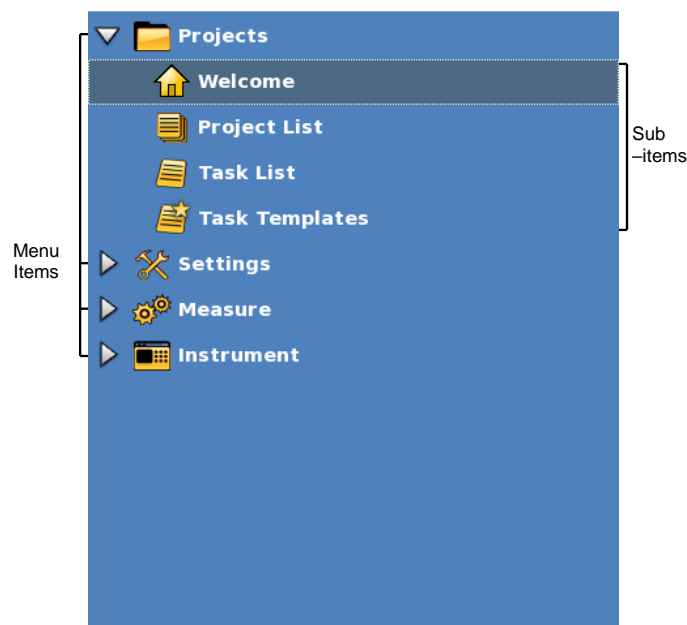 Projects
Welcome
Project List
Sub
–items
Task List
Task Templates
Menu
Items
Settings
Measure
Instrument